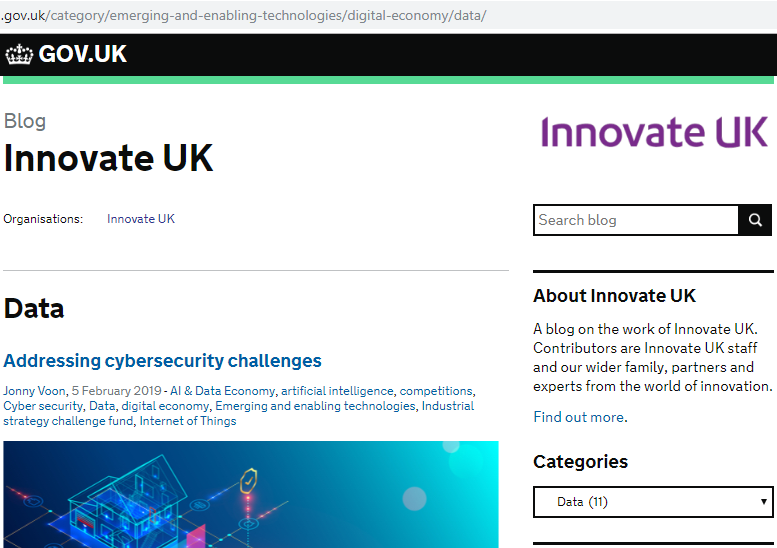 .gov.uk/category/emerging-and-enabling-technologies/digital-economy/data/
GOV.UK
Blog
Innovate UK
Innovate UK
Organisations: Innovate UK
Search blog
Data
Addressing cybersecurity challenges
Jonny Voon, 5 February 2019 - AI & Data Economy, artificial intelligence, competitions,
Cyber security, Data, digital economy, Emerging and enabling technologies, Industrial
strategy challenge fund, Internet of Things
About Innovate UK
A blog on the work of Innovate UK.
Contributors are Innovate UK staff
and our wider family, partners and
experts from the world of innovation.
Find out more.
Categories
Data (11)